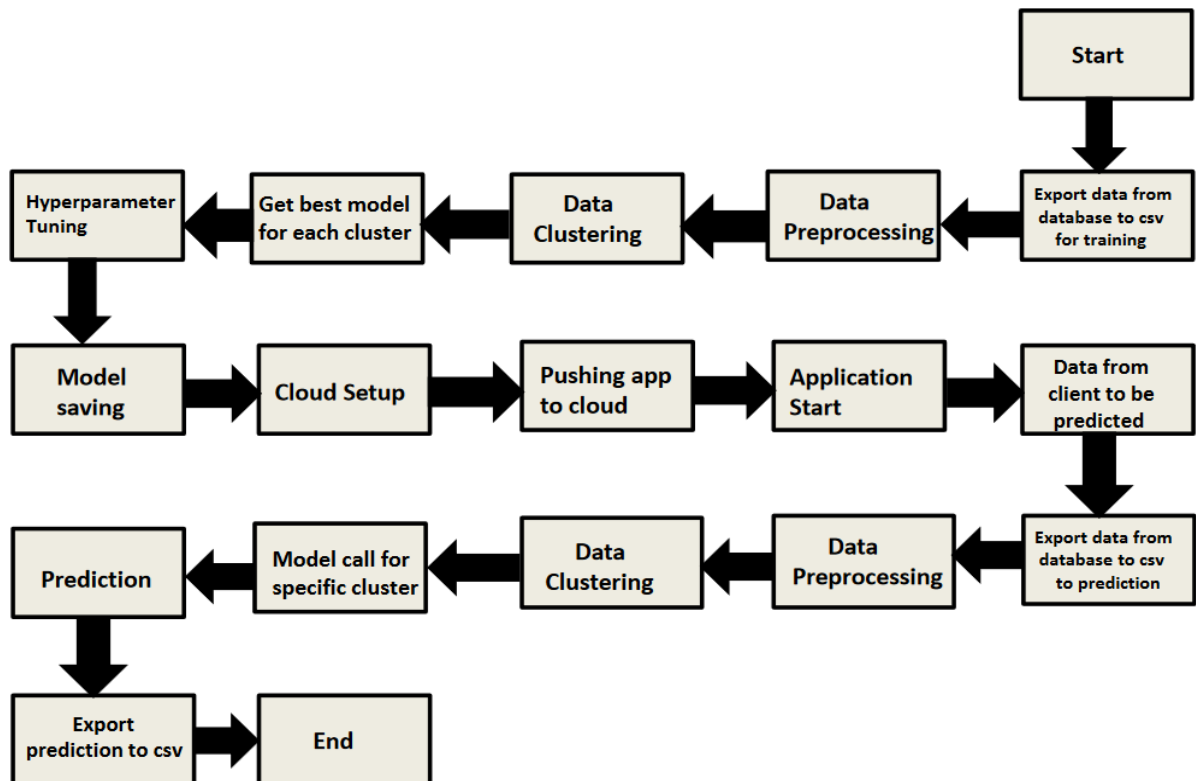 Start
Export data from
database to csv
for training
Data
Preprocessing
Data
Clustering
Get best model
for each cluster
Hyperparameter
Tuning
Model
saving
Cloud Setup
Pushing app
to cloud
Application
Start
Data from
client to be
predicted
Export data from
database to csv
to prediction
Data
Preprocessing
Data
Clustering
Model call for
specific cluster
Prediction
Export
prediction to csv
End